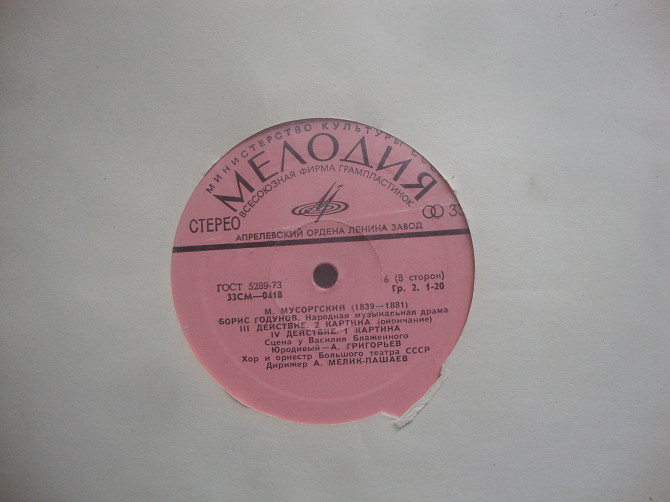 МИНИСТЕРСТВО КУЛЬТУРЫ СС
МЕЛОДИЯ
ВСЕСОЮЗНАЯ ФИРМА ГРАМПЛАСТИНОК
СТЕРЕО
33
АПРЕЛЕВСКИЙ ОРДЕНА ЛЕНИНА ЗАВОД
ГОСТ 5289-73
6 (8 сторон)
33СМ—0418
Гр. 2. 1-20
М. МУСОРГСКИЙ (1839—1881)
БОРИС ГОДУНОВ. Народная музыкальная драма
III ДЕЙСТВИЕ. 2 КАРТИНА (окончание)
IV ДЕЙСТВИЕ. 1 КАРТИНА
Сцена у Василия Блаженного
Юродивый—А. ГРИГОРЬЕВ
Хор и оркестр Большого театра СССР
Дирижер А. МЕЛИК-ПАШАЕВ